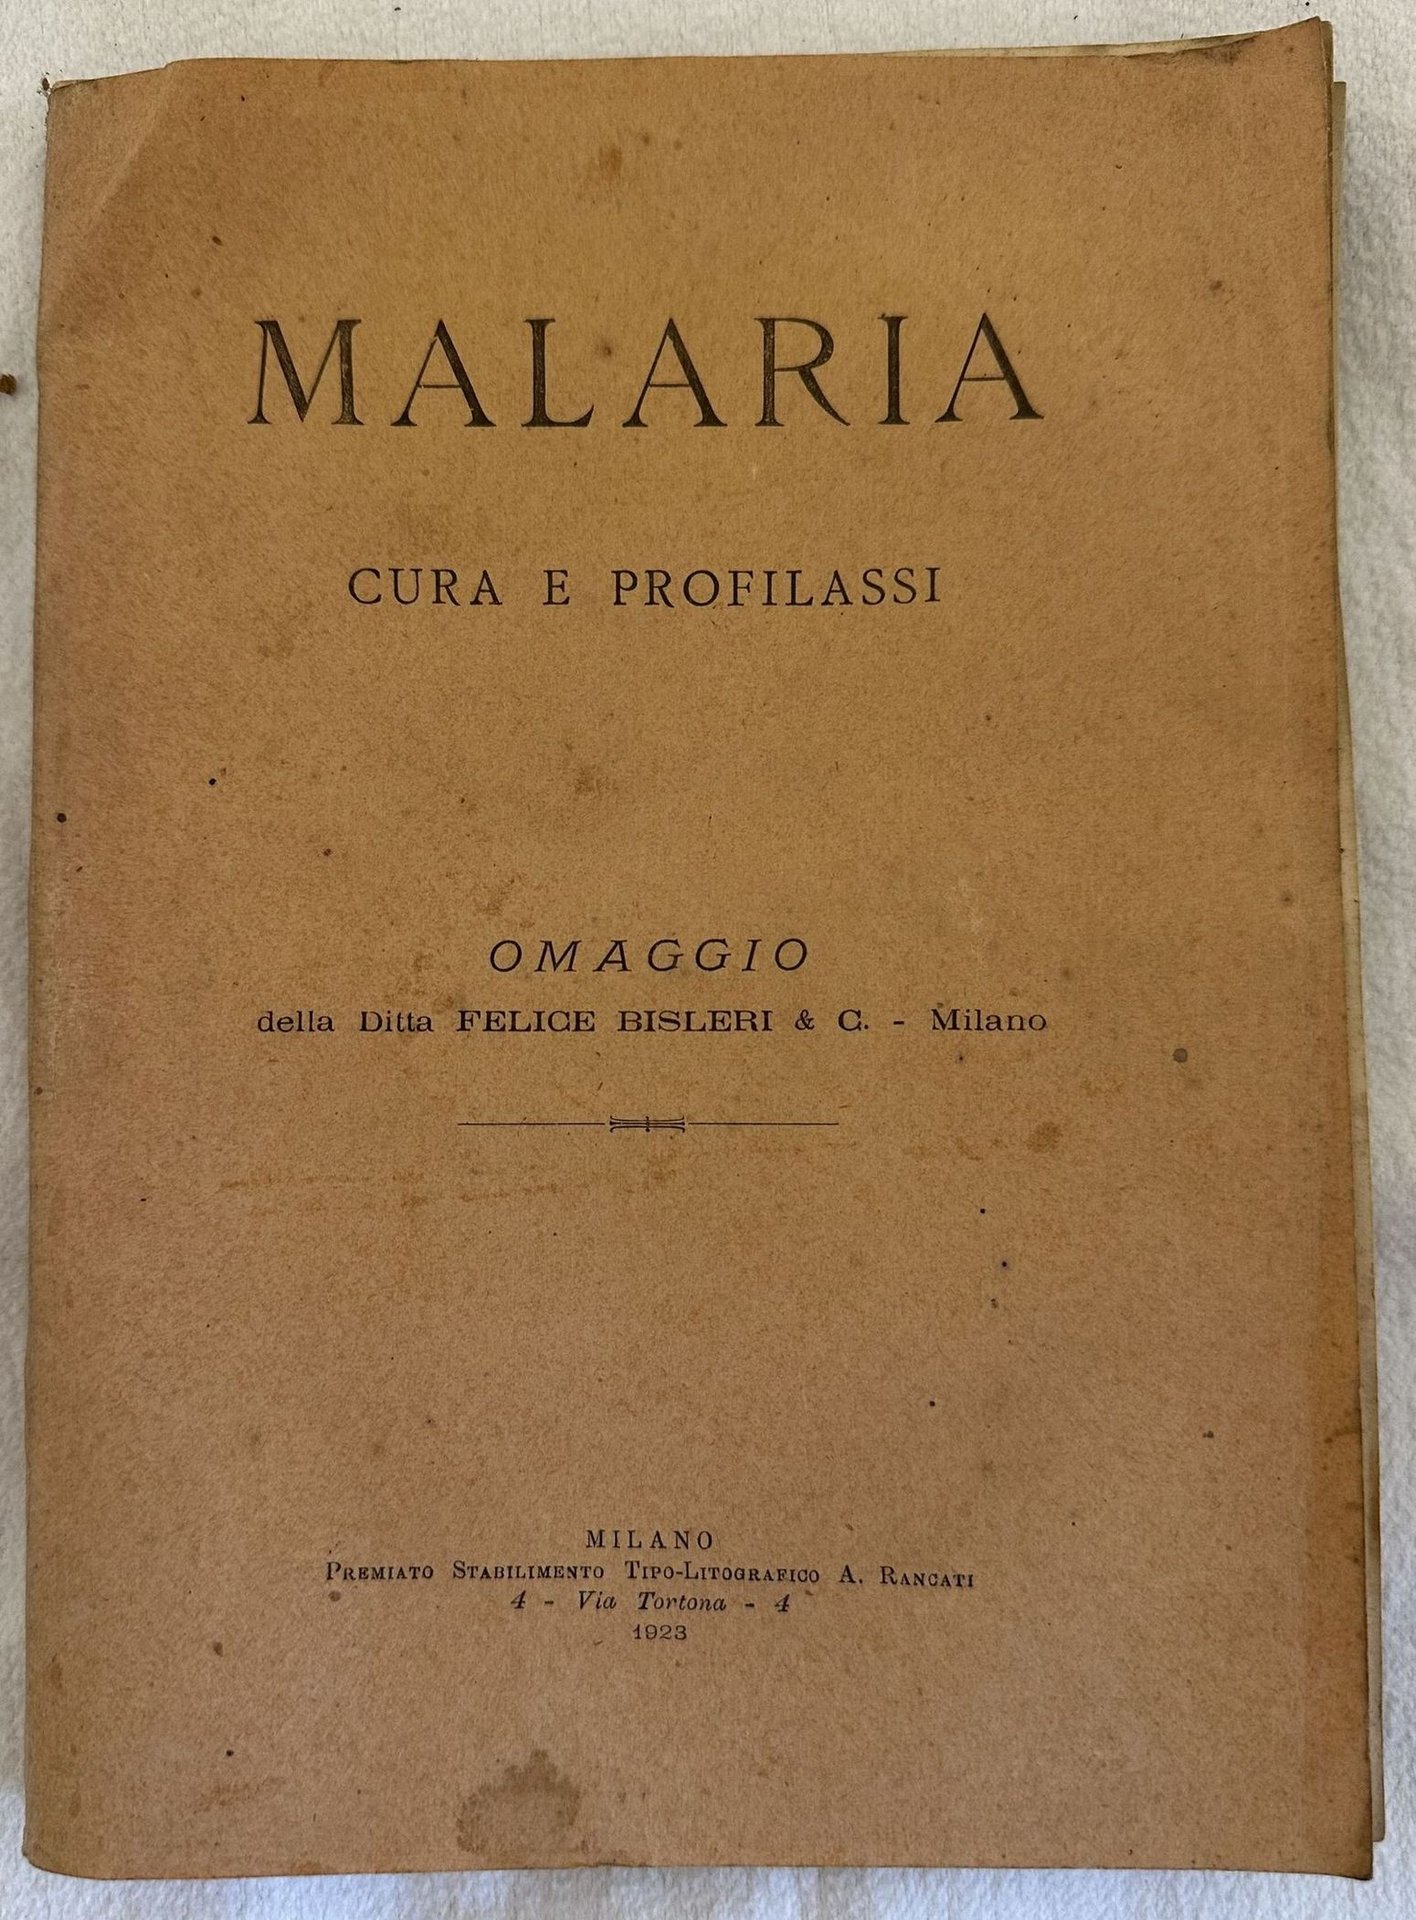 MALARIA
CURA E PROFILASSI
OMAGGIO
della Ditta FELICE BISLERI & C. - Milano
MILANO
PREMIATO STABILIMENTO TIPO-LITOGRAFICO A. RANCATI
4 - Via Tortona - 4
1923